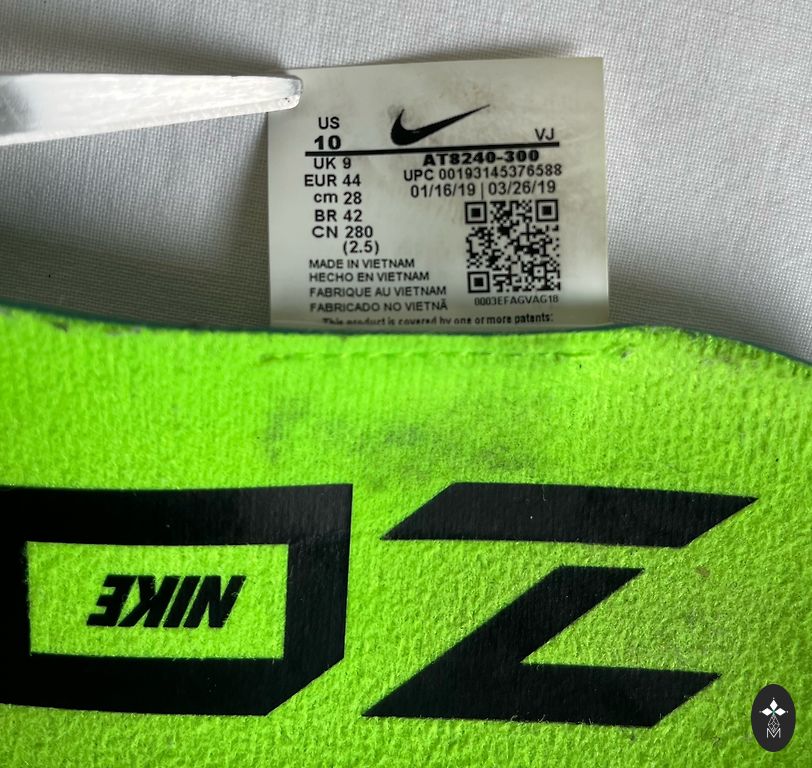 US
10
UK 9
EUR 44
cm 28
BR 42
CN 280
(2.5)
VJ
AT8240-300
UPC 00193145376588
01/16/19 | 03/26/19
0003EFAGVAG18
MADE IN VIETNAM
HECHO EN VIETNAM
FABRIQUE AU VIETNAM
FABRICADO NO VIETNÃ
This product is covered by one or more patents:
NIKE
M